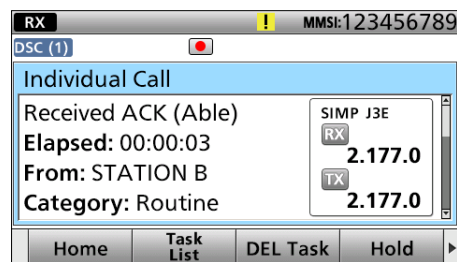 RX ! MMSI:123456789
DSC (1)
Individual Call
Received ACK (Able)
Elapsed: 00:00:03
From: STATION B
Category: Routine
SIMP J3E
RX
2.177.0
TX
2.177.0
Home Task List DEL Task Hold